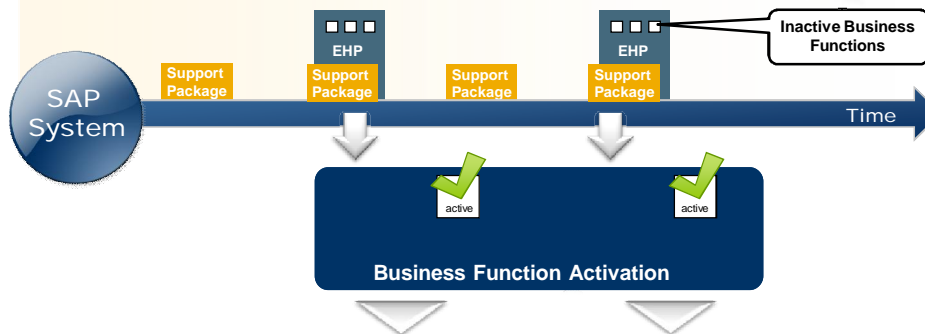 Inactive Business
Functions
EHP
EHP
Support
Package
Support
Package
Support
Package
Support
Package
SAP
System
Time
active
active
Business Function Activation